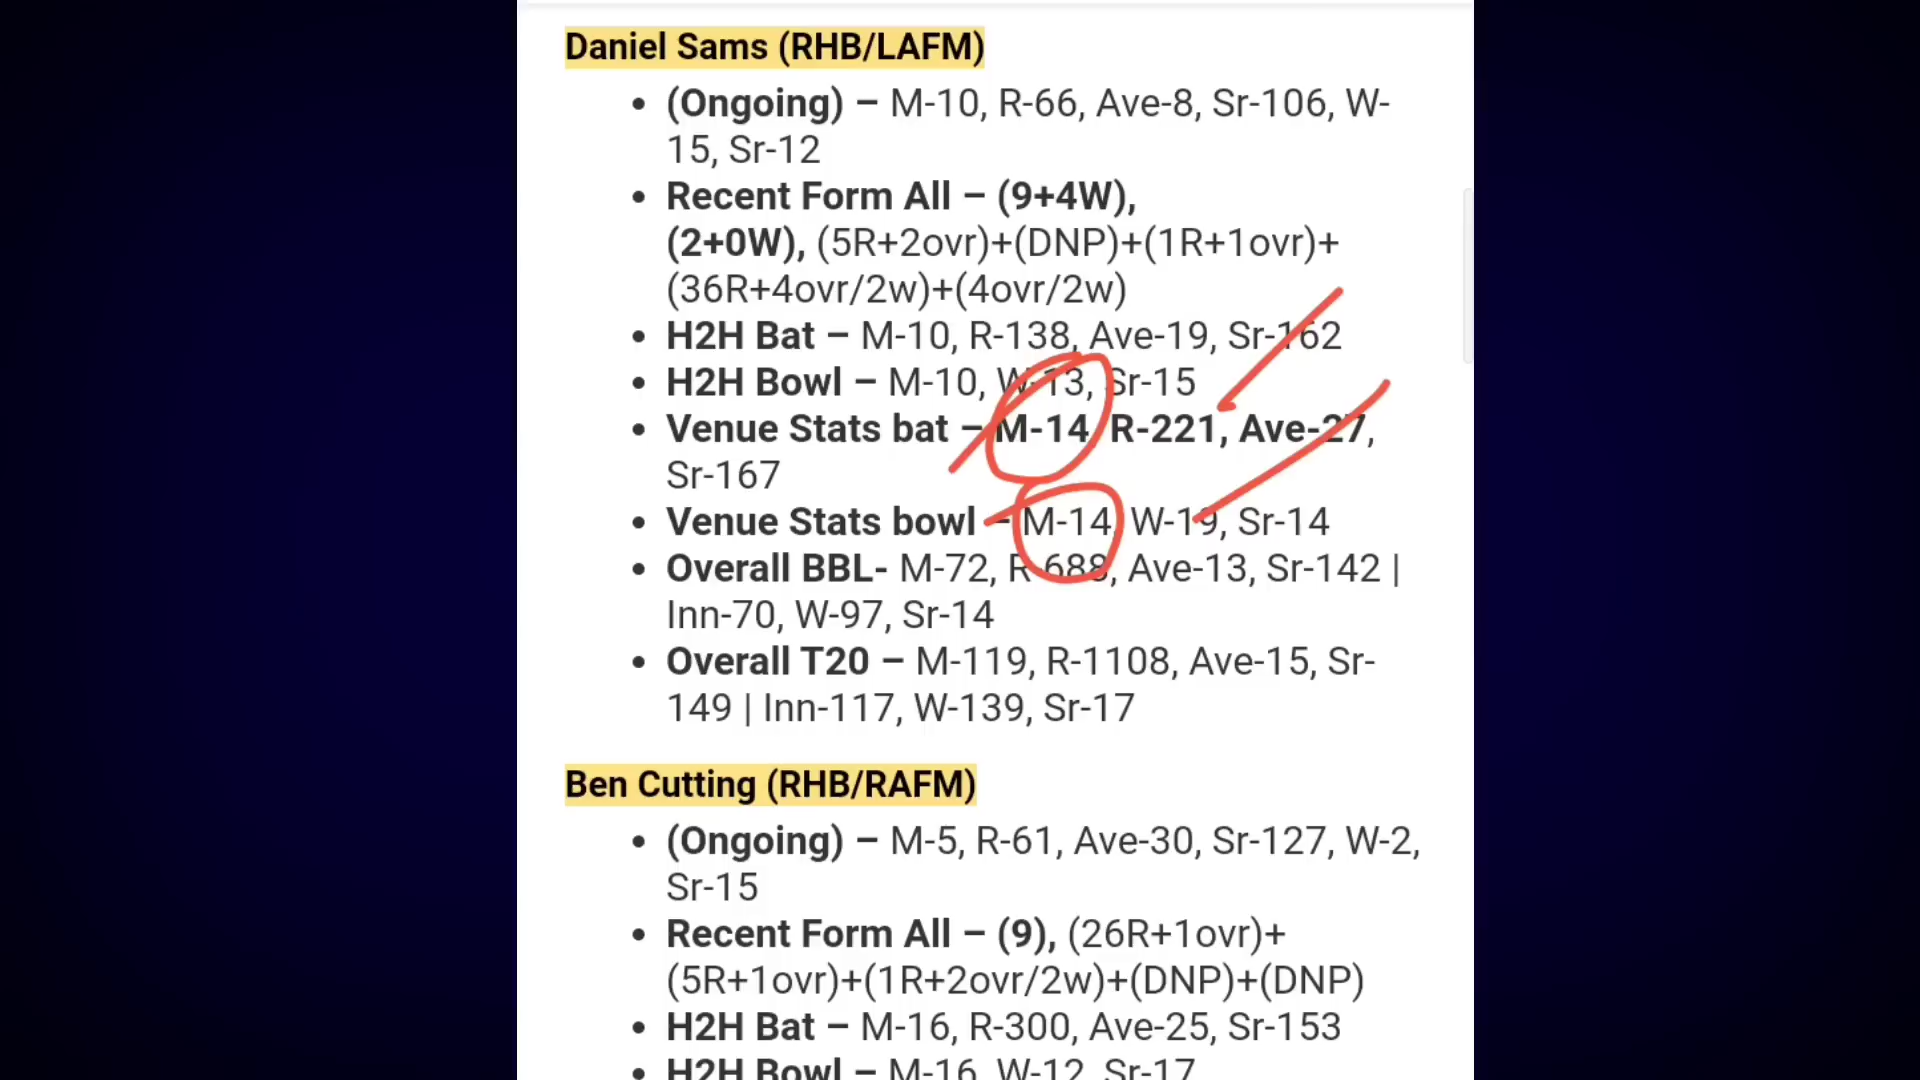 Daniel Sams (RHB/LAFM)
(Ongoing) – M-10, R-66, Ave-8, Sr-106, W-
15, Sr-12
Recent Form All – (9+4W),
(2+0W), (5R+2ovr)+(DNP)+(1R+1ovr)+
(36R+4ovr/2w)+(4ovr/2w)
H2H Bat – M-10, R-138, Ave-19, Sr-162
H2H Bowl – M-10, W-13, Sr-15
Venue Stats bat – M-14, R-221, Ave-27,
Sr-167
Venue Stats bowl – M-14, W-19, Sr-14
Overall BBL- M-72, R-688, Ave-13, Sr-142 |
Inn-70, W-97, Sr-14
Overall T20 – M-119, R-1108, Ave-15, Sr-
149 | Inn-117, W-139, Sr-17
Ben Cutting (RHB/RAFM)
(Ongoing) – M-5, R-61, Ave-30, Sr-127, W-2,
Sr-15
Recent Form All – (9), (26R+1ovr)+
(5R+1ovr)+(1R+2ovr/2w)+(DNP)+(DNP)
H2H Bat – M-16, R-300, Ave-25, Sr-153
H2H Bowl – M-16, W-12, Sr-17